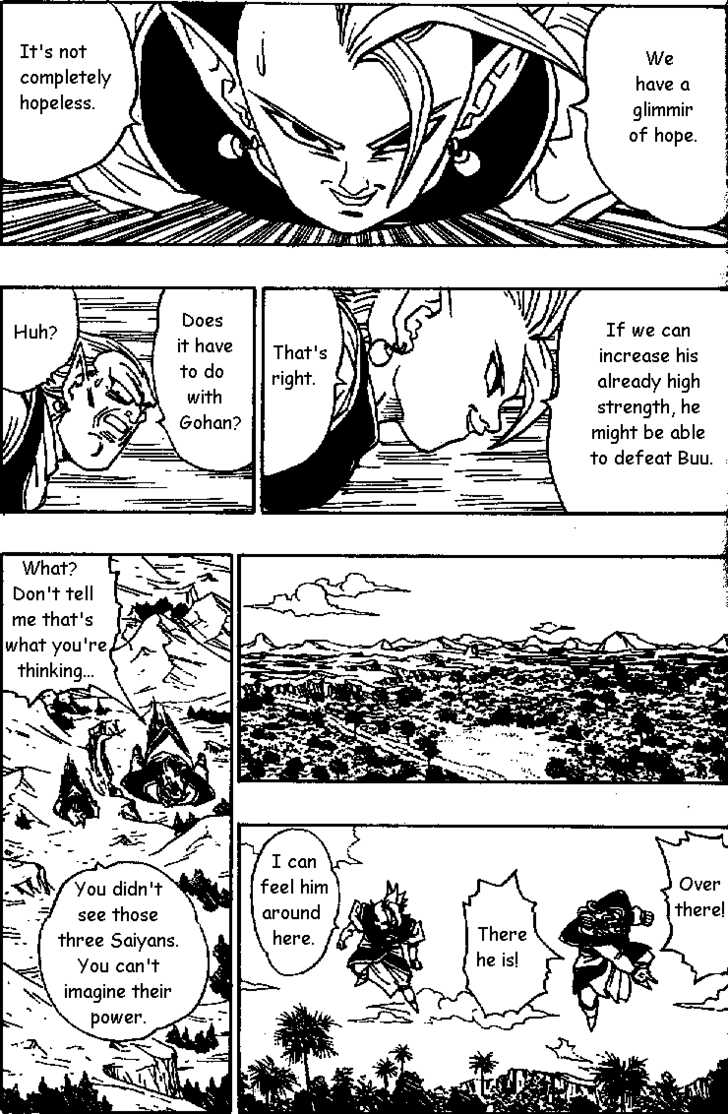 We
have a
glimmir
of hope.
It's not
completely
hopeless.
If we can
increase his
already high
strength, he
might be able
to defeat Buu.
That's
right.
Does
it have
to do
with
Gohan?
Huh?
What?
Don't tell
me that's
what you're
thinking...
You didn't
see those
three Saiyans.
You can't
imagine their
power.
Over
there!
There
he is!
I can
feel him
around
here.